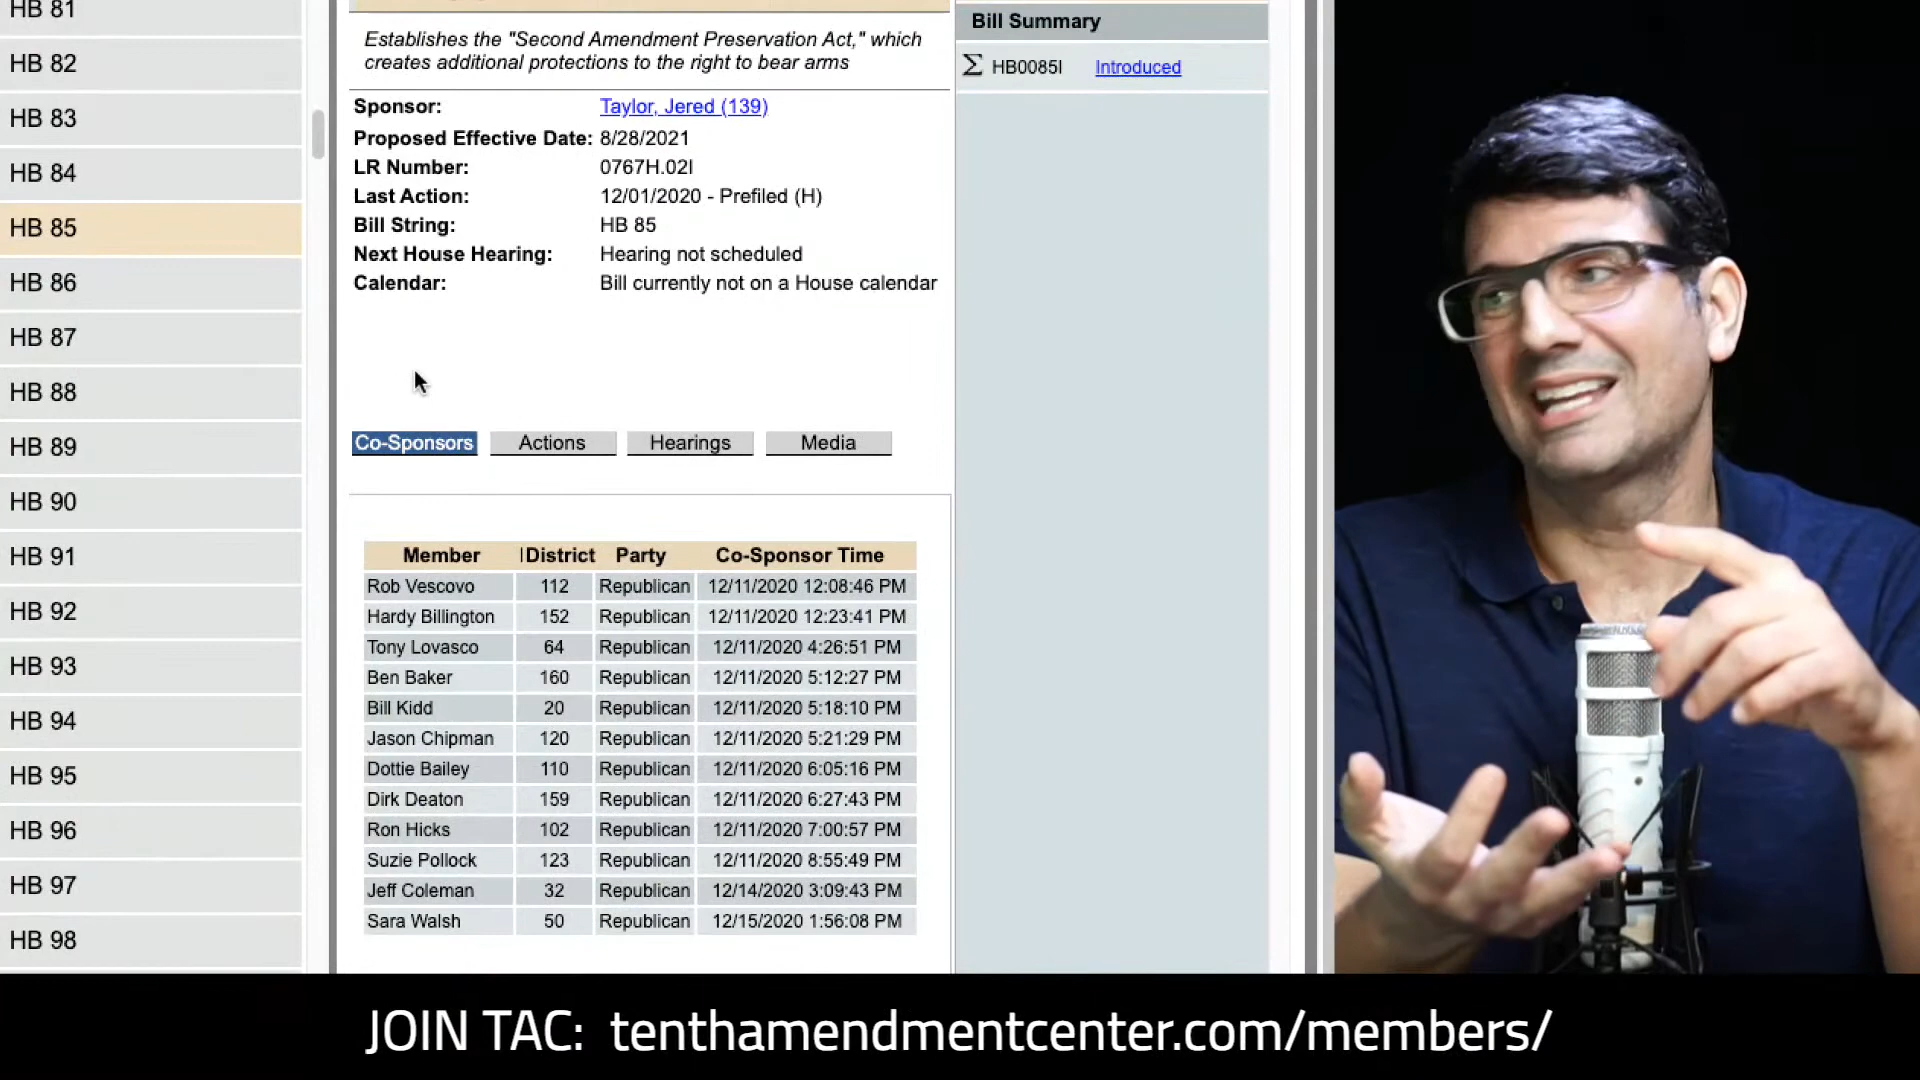 HB 81
HB 82
HB 83
HB 84
HB 85
HB 86
HB 87
HB 88
HB 89
HB 90
HB 91
HB 92
HB 93
HB 94
HB 95
HB 96
HB 97
HB 98
Establishes the "Second Amendment Preservation Act," which
creates additional protections to the right to bear arms
Sponsor: Taylor, Jered (139)
Proposed Effective Date: 8/28/2021
LR Number: 0767H.02I
Last Action: 12/01/2020 - Prefiled (H)
Bill String: HB 85
Next House Hearing: Hearing not scheduled
Calendar: Bill currently not on a House calendar
Co-Sponsors Actions Hearings Media
Member District Party Co-Sponsor Time
Rob Vescovo 112 Republican 12/11/2020 12:08:46 PM
Hardy Billington 152 Republican 12/11/2020 12:23:41 PM
Tony Lovasco 64 Republican 12/11/2020 4:26:51 PM
Ben Baker 160 Republican 12/11/2020 5:12:27 PM
Bill Kidd 20 Republican 12/11/2020 5:18:10 PM
Jason Chipman 120 Republican 12/11/2020 5:21:29 PM
Dottie Bailey 110 Republican 12/11/2020 6:05:16 PM
Dirk Deaton 159 Republican 12/11/2020 6:27:43 PM
Ron Hicks 102 Republican 12/11/2020 7:00:57 PM
Suzie Pollock 123 Republican 12/11/2020 8:55:49 PM
Jeff Coleman 32 Republican 12/14/2020 3:09:43 PM
Sara Walsh 50 Republican 12/15/2020 1:56:08 PM
Bill Summary
Σ HB0085I Introduced
JOIN TAC: tenthamendmentcenter.com/members/